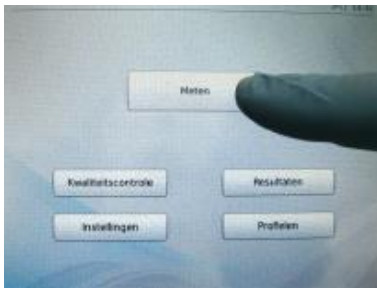 Meten
Kwaliteitscontrole
Resultaten
Instellingen
Profielen